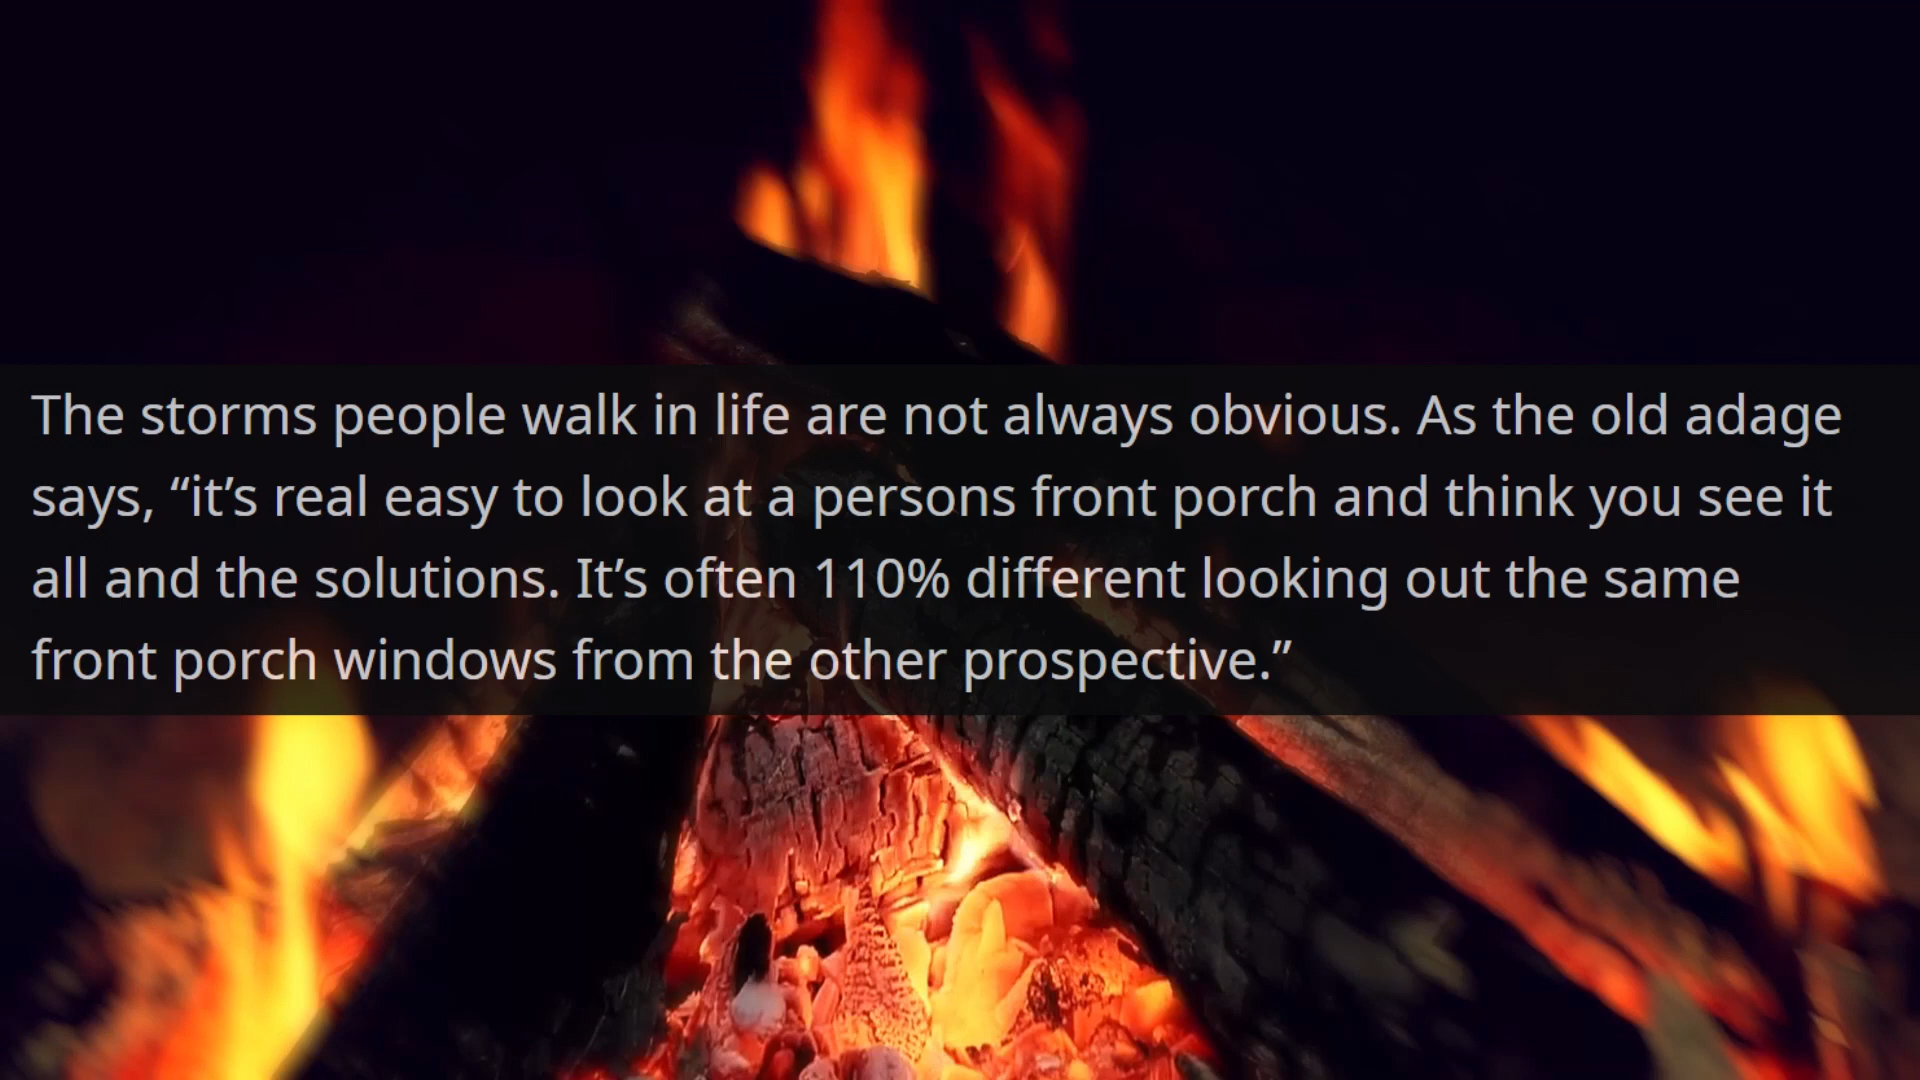 The storms people walk in life are not always obvious. As the old adage
says, “it’s real easy to look at a persons front porch and think you see it
all and the solutions. It’s often 110% different looking out the same
front porch windows from the other prospective.”